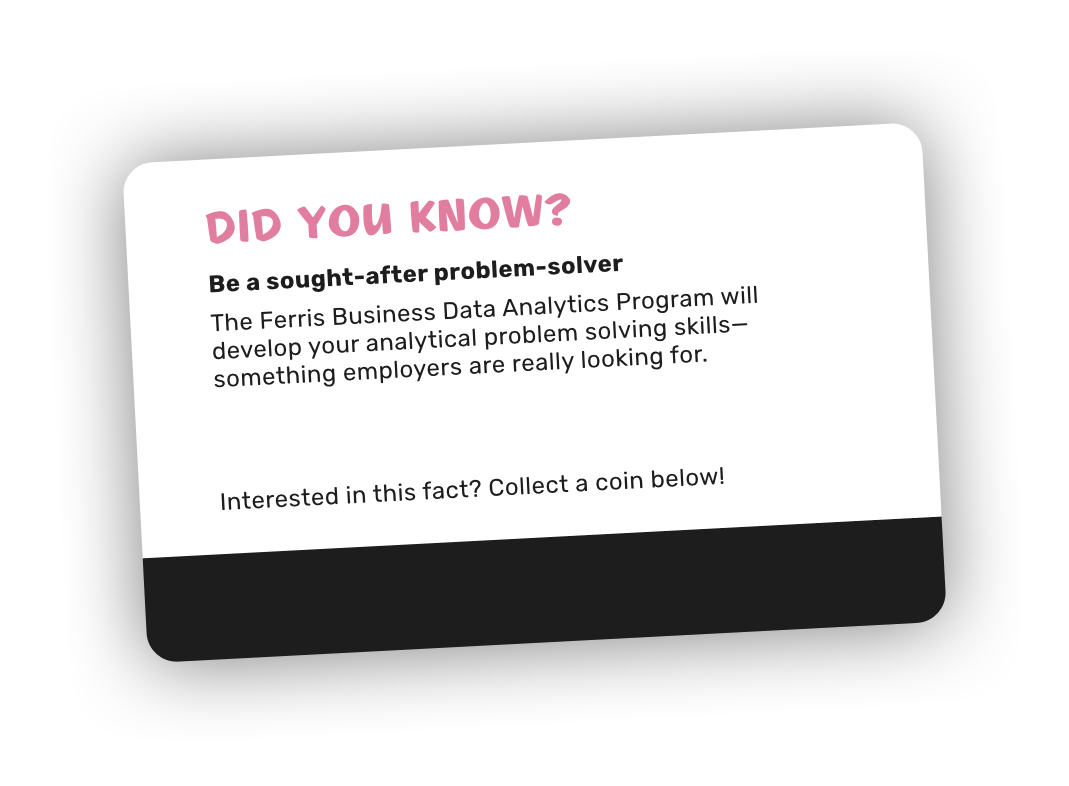 DID YOU KNOW?
Be a sought-after problem-solver
The Ferris Business Data Analytics Program will
develop your analytical problem solving skills—
something employers are really looking for.
Interested in this fact? Collect a coin below!